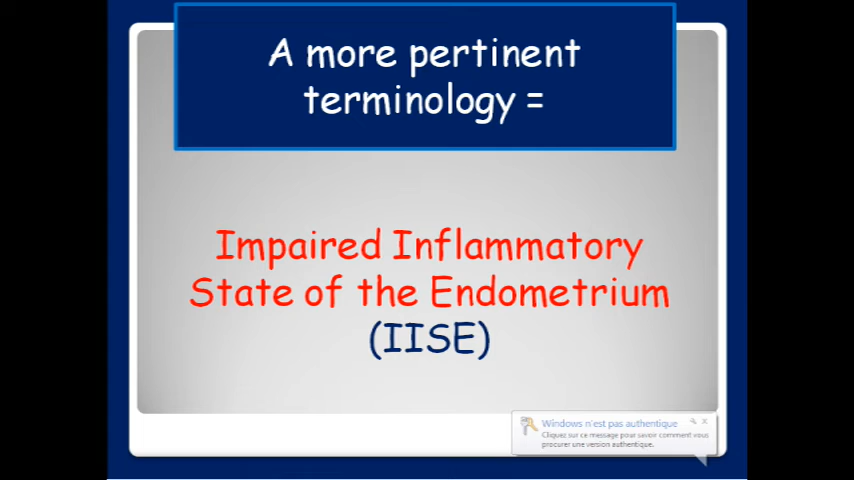 A more pertinent
terminology =
Impaired Inflammatory
State of the Endometrium
(IISE)
Windows n'est pas authentique
Cliquez sur ce message pour savoir comment vous
procurer une version authentique.